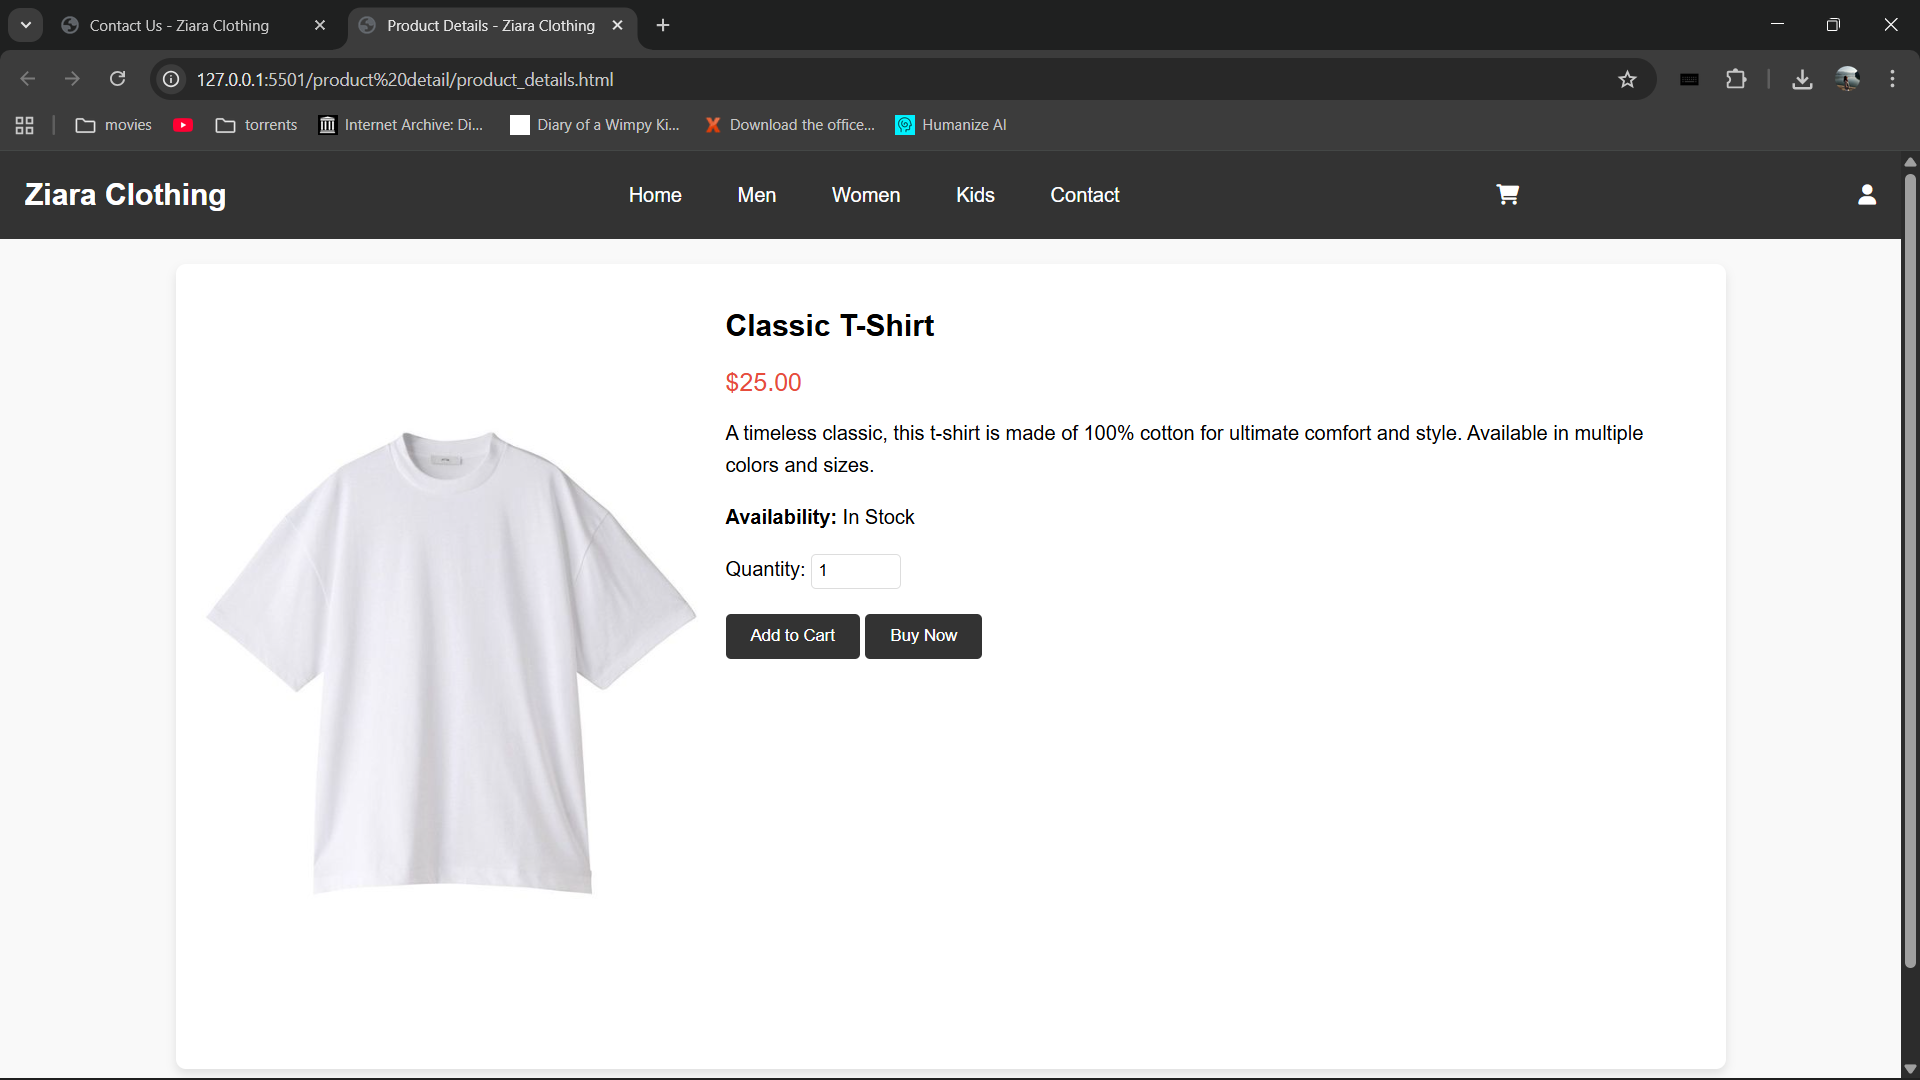 Contact Us - Ziara Clothing
Product Details - Ziara Clothing
127.0.0.1:5501/product%20detail/product_details.html
movies
torrents
Internet Archive: Di...
Diary of a Wimpy Ki...
Download the office...
Humanize AI
Ziara Clothing
Home
Men
Women
Kids
Contact
Classic T-Shirt
$25.00
A timeless classic, this t-shirt is made of 100% cotton for ultimate comfort and style. Available in multiple
colors and sizes.
Availability: In Stock
Quantity: 1
Add to Cart
Buy Now